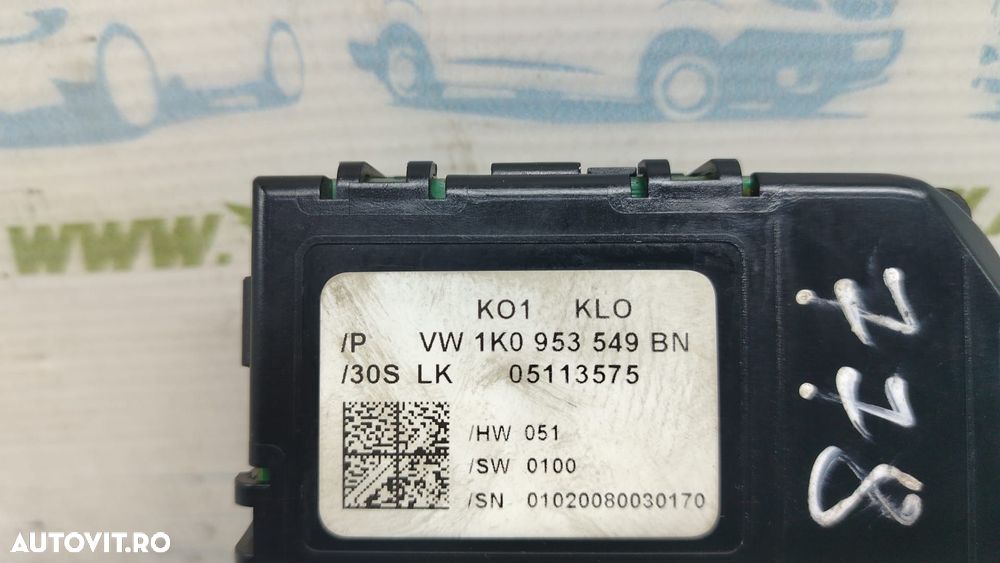 WWW.
KO1 KLO
/P VW 1K0 953 549 BN
/30S LK 05113575
/HW 051
/SW 0100
/SN 01020080030170
AUTOVIT.RO